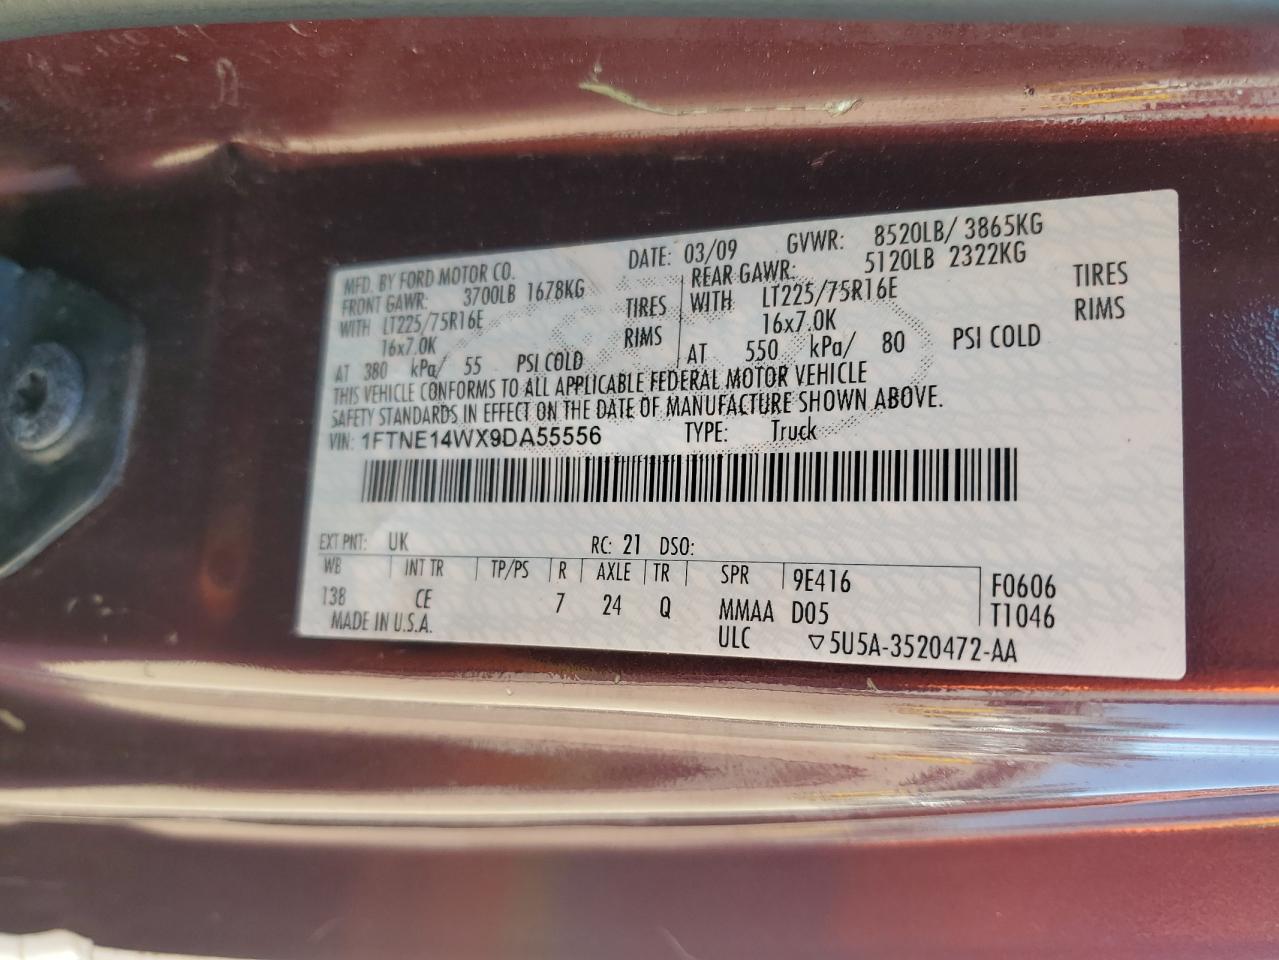 MFD. BY FORD MOTOR CO.
DATE: 03/09 GVWR: 8520LB/ 3865KG
FRONT GAWR: 3700LB 1678KG
REAR GAWR: 5120LB 2322KG
WITH LT225/75R16E TIRES
WITH LT225/75R16E TIRES
16x7.0K RIMS
16x7.0K RIMS
AT 380 kPa/ 55 PSI COLD
AT 550 kPa/ 80 PSI COLD
THIS VEHICLE CONFORMS TO ALL APPLICABLE FEDERAL MOTOR VEHICLE
SAFETY STANDARDS IN EFFECT ON THE DATE OF MANUFACTURE SHOWN ABOVE.
VIN: 1FTNE14WX9DA55556 TYPE: Truck
EXT PNT: UK RC: 21 DSO:
WB INT TR TP/PS R AXLE TR SPR 9E416 F0606
138 CE 7 24 Q MMAA D05 T1046
MADE IN U.S.A. ULC ▽5U5A-3520472-AA